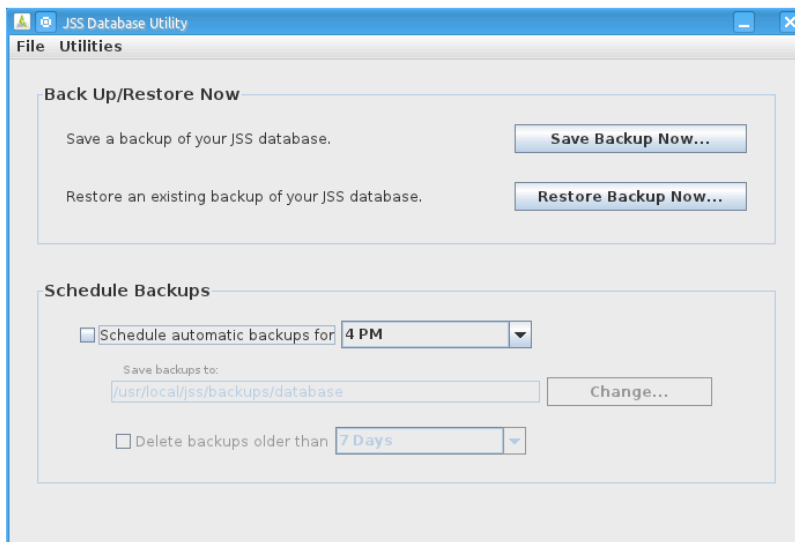 JSS Database Utility
File Utilities
Back Up/Restore Now
Save a backup of your JSS database. Save Backup Now...
Restore an existing backup of your JSS database. Restore Backup Now...
Schedule Backups
Schedule automatic backups for 4 PM
Save backups to:
/usr/local/jss/backups/database Change...
Delete backups older than 7 Days